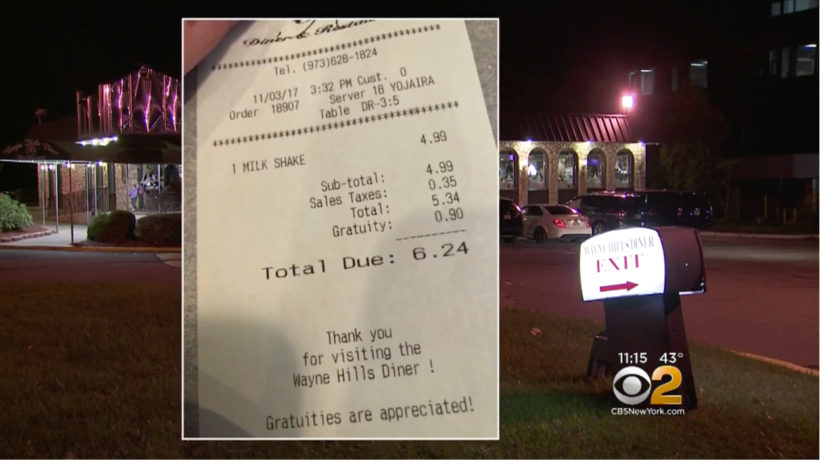 Diner & Restau
************************************
Tel. (973)628-1824
11/03/17 3:32 PM Cust. 0
Order 18907 Server 16 YOJAIRA
Table DR-3:5
************************************
1 MILK SHAKE 4.99
Sub-total: 4.99
Sales Taxes: 0.35
Total: 5.34
Gratuity: 0.90
----------
Total Due: 6.24
Thank you
for visiting the
Wayne Hills Diner !
Gratuities are appreciated!
WAYNE HILLS DINER
EXIT
11:15 43°
2
CBSNewYork.com